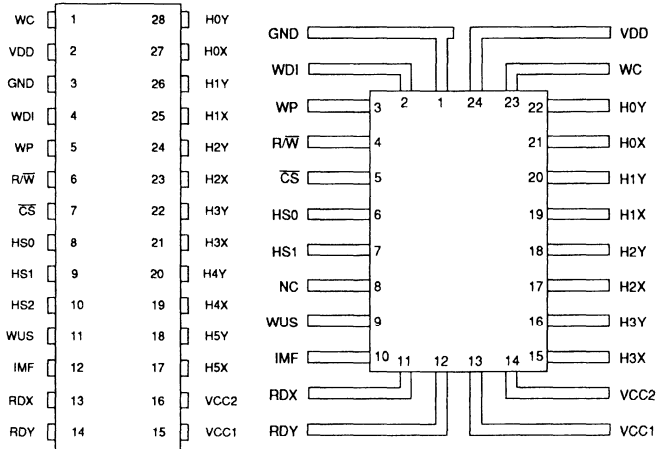 WC 1 28 H0Y
VDD 2 27 H0X
GND 3 26 H1Y
WDI 4 25 H1X
WP 5 24 H2Y
R/W̅ 6 23 H2X
C̅S̅ 7 22 H3Y
HS0 8 21 H3X
HS1 9 20 H4Y
HS2 10 19 H4X
WUS 11 18 H5Y
IMF 12 17 H5X
RDX 13 16 VCC2
RDY 14 15 VCC1
GND VDD
WDI WC
2 1 24 23
WP 3 22 H0Y
R/W̅ 4 21 H0X
C̅S̅ 5 20 H1Y
HS0 6 19 H1X
HS1 7 18 H2Y
NC 8 17 H2X
WUS 9 16 H3Y
IMF 10 15 H3X
11 12 13 14
RDX VCC2
RDY VCC1